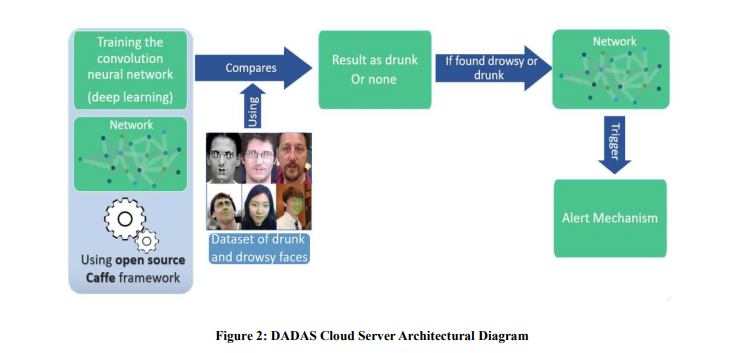 Training the
convolution
neural network
(deep learning)
Network
Using open source
Caffe framework
Compares
Using
Dataset of drunk
and drowsy faces
Result as drunk
Or none
If found drowsy or
drunk
Network
Trigger
Alert Mechanism
Figure 2: DADAS Cloud Server Architectural Diagram